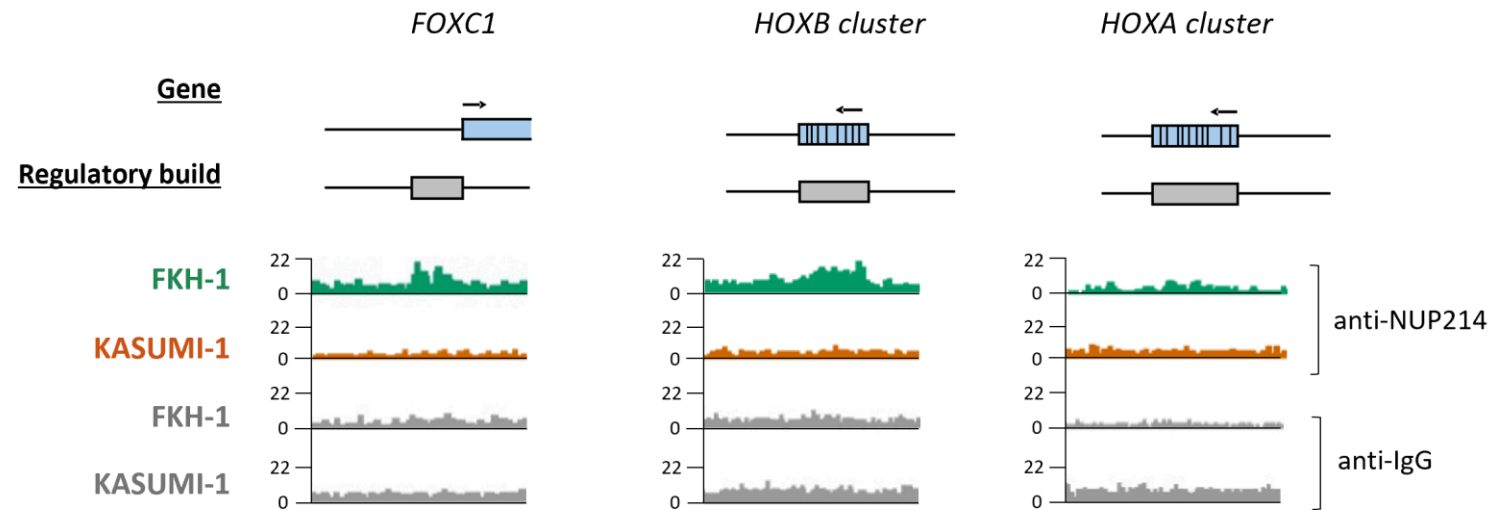 FOXC1 HOXB cluster HOXA cluster
Gene
Regulatory build
FKH-1 22 0 22 0 22 0 anti-NUP214
KASUMI-1 22 0 22 0 22 0
FKH-1 22 0 22 0 22 0 anti-IgG
KASUMI-1 22 0 22 0 22 0